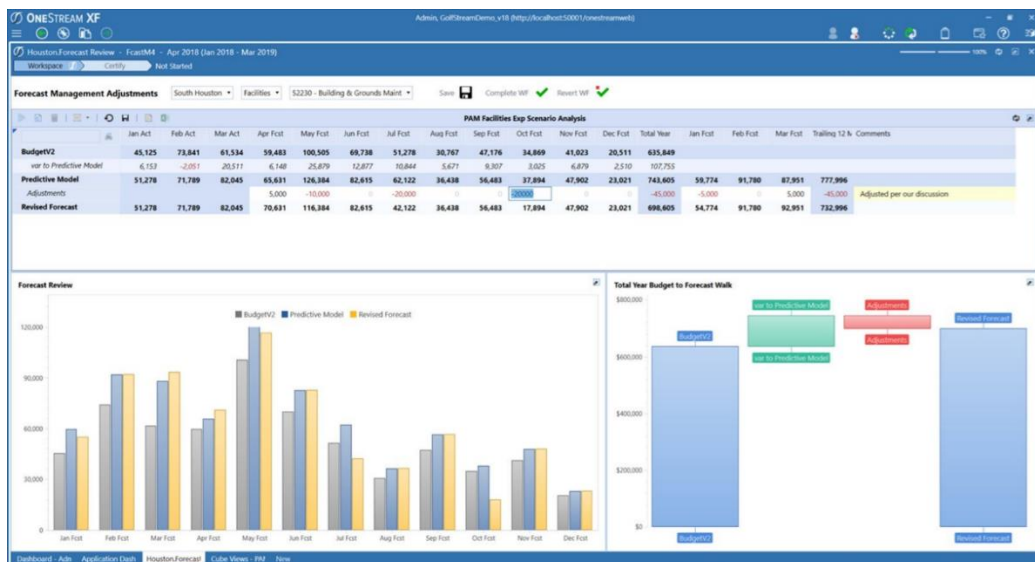 ONESTREAM XF
Admin, GolfStreamDemo_v18 (http://localhost:50001/onestreamweb)
Houston.Forecast Review - FcastM4 - Apr 2018 (Jan 2018 - Mar 2019)
100%
Workspace Certify Not Started
Forecast Management Adjustments South Houston Facilities 52230 - Building & Grounds Maint Save Complete WF Revert WF
PAM Facilities Exp Scenario Analysis
Jan Act Feb Act Mar Act Apr Fcst May Fcst Jun Fcst Jul Fcst Aug Fcst Sep Fcst Oct Fcst Nov Fcst Dec Fcst Total Year Jan Fcst Feb Fcst Mar Fcst Trailing 12 M Comments
BudgetV2 45,125 73,841 61,534 59,483 100,505 69,738 51,278 30,767 47,176 34,869 41,023 20,511 635,849
var to Predictive Model 6,153 -2,051 20,511 6,148 25,879 12,877 10,844 5,671 9,307 3,025 6,879 2,510 107,755
Predictive Model 51,278 71,789 82,045 65,631 126,384 82,615 62,122 36,438 56,483 37,894 47,902 23,021 743,605 59,774 91,780 87,951 777,996
Adjustments 5,000 -10,000 0 -20,000 0 0 -20000 0 0 -45,000 -5,000 0 5,000 -45,000 Adjusted per our discussion
Revised Forecast 51,278 71,789 82,045 70,631 116,384 82,615 42,122 36,438 56,483 17,894 47,902 23,021 698,605 54,774 91,780 92,951 732,996
Forecast Review
BudgetV2 Predictive Model Revised Forecast
120,000
90,000
60,000
30,000
0
Jan Fcst Feb Fcst Mar Fcst Apr Fcst May Fcst Jun Fcst Jul Fcst Aug Fcst Sep Fcst Oct Fcst Nov Fcst Dec Fcst
Total Year Budget to Forecast Walk
$800,000
$600,000
$400,000
$200,000
$0
var to Predictive Model Adjustments
BudgetV2 Revised Forecast
var to Predictive Model Adjustments
BudgetV2 Revised Forecast
Dashboard - Adn Application Dash Houston.Forecast Cube Views - PAM New